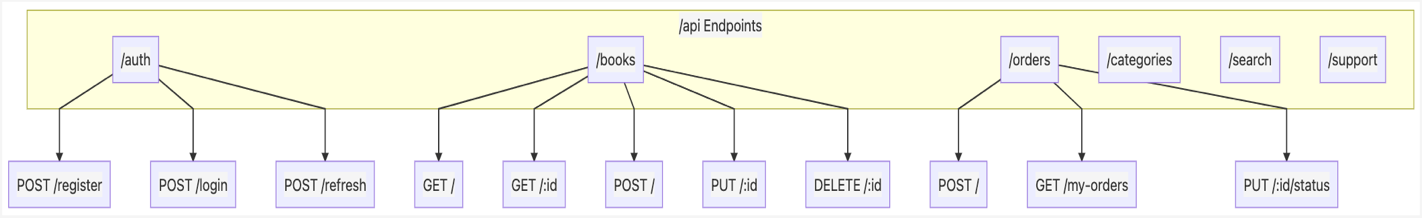 /api Endpoints
/auth
/books
/orders
/categories
/search
/support
POST /register
POST /login
POST /refresh
GET /
GET /:id
POST /
PUT /:id
DELETE /:id
POST /
GET /my-orders
PUT /:id/status